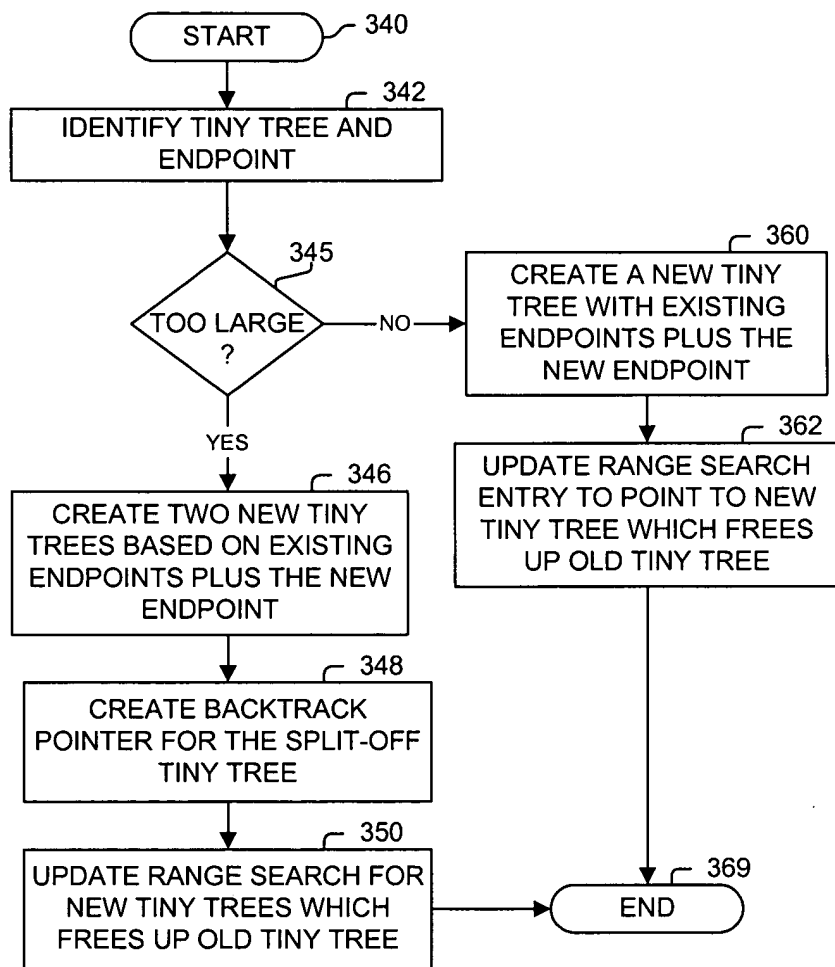 START
340
342
IDENTIFY TINY TREE AND
ENDPOINT
345
TOO LARGE
?
NO
YES
360
CREATE A NEW TINY
TREE WITH EXISTING
ENDPOINTS PLUS THE
NEW ENDPOINT
362
UPDATE RANGE SEARCH
ENTRY TO POINT TO NEW
TINY TREE WHICH FREES
UP OLD TINY TREE
346
CREATE TWO NEW TINY
TREES BASED ON EXISTING
ENDPOINTS PLUS THE NEW
ENDPOINT
348
CREATE BACKTRACK
POINTER FOR THE SPLIT-OFF
TINY TREE
350
UPDATE RANGE SEARCH FOR
NEW TINY TREES WHICH
FREES UP OLD TINY TREE
369
END